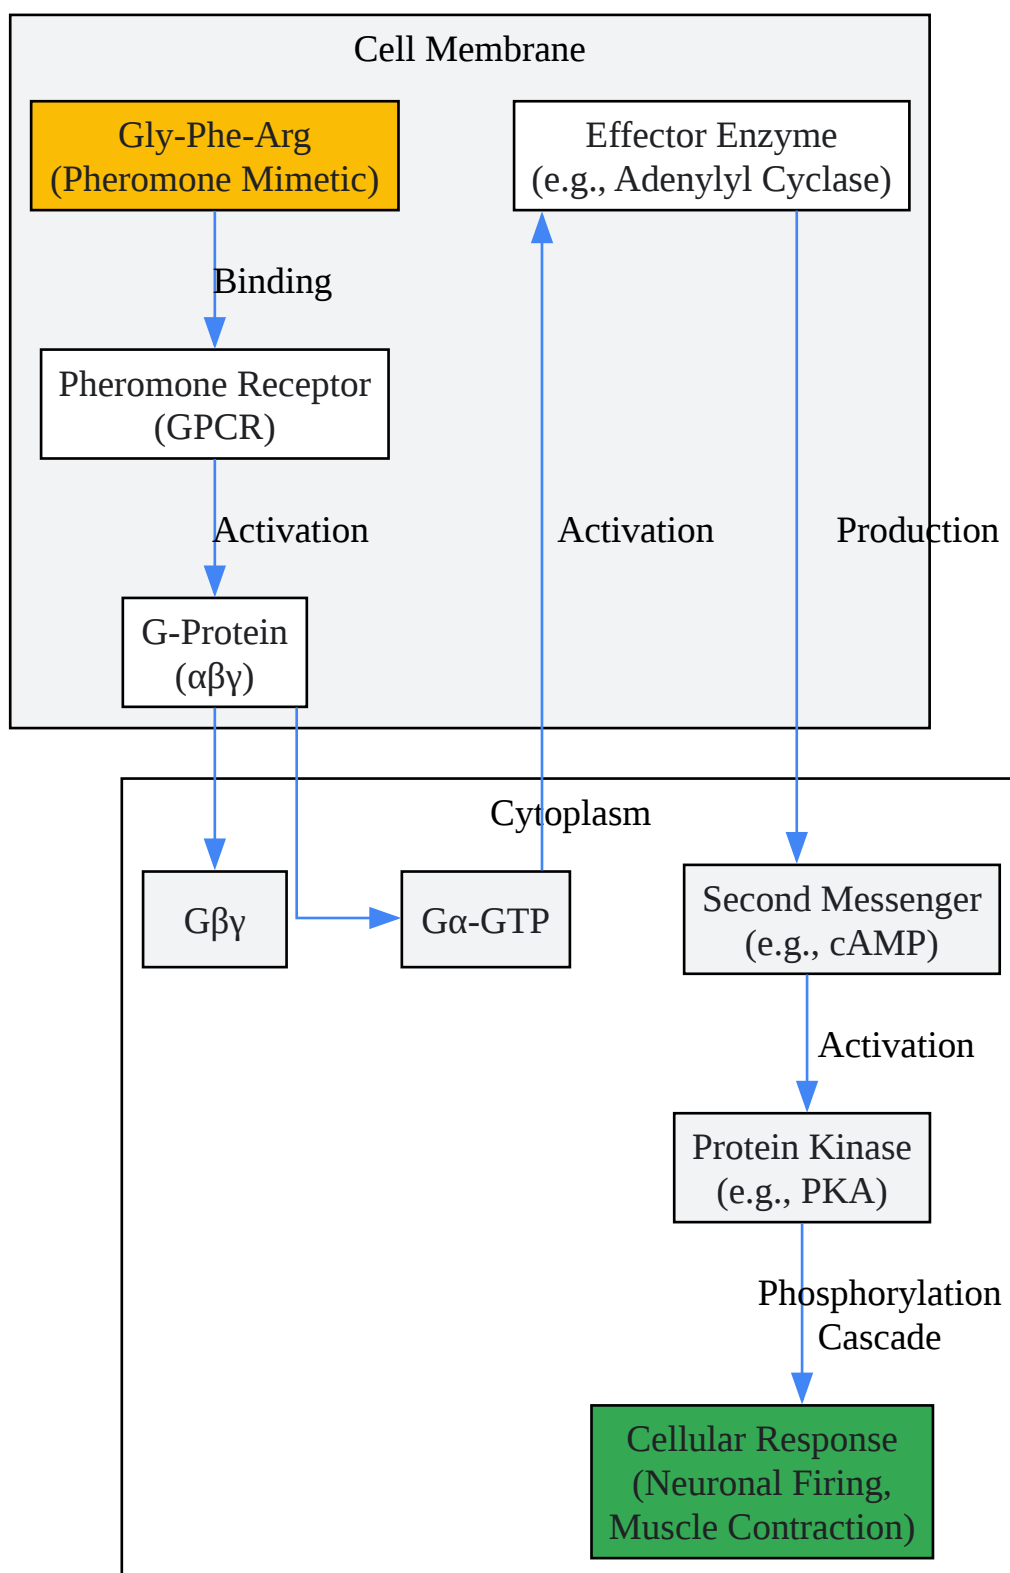 Cell Membrane
Gly-Phe-Arg
(Pheromone Mimetic)
Effector Enzyme
(e.g., Adenylyl Cyclase)
Binding
Pheromone Receptor
(GPCR)
Activation
Activation
Production
G-Protein
(αβγ)
Cytoplasm
Gβγ
Gα-GTP
Second Messenger
(e.g., cAMP)
Activation
Protein Kinase
(e.g., PKA)
Phosphorylation
Cascade
Cellular Response
(Neuronal Firing,
Muscle Contraction)